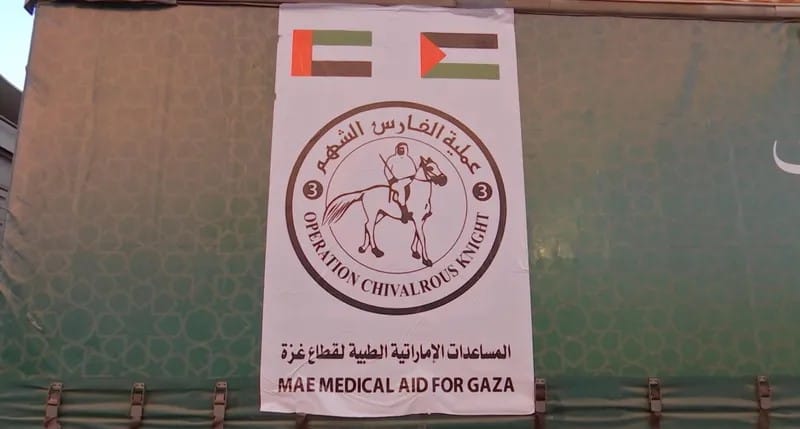 عملية الفارس الشهم
3 3
OPERATION CHIVALROUS KNIGHT
المساعدات الإماراتية الطبية لقطاع غزة
MAE MEDICAL AID FOR GAZA